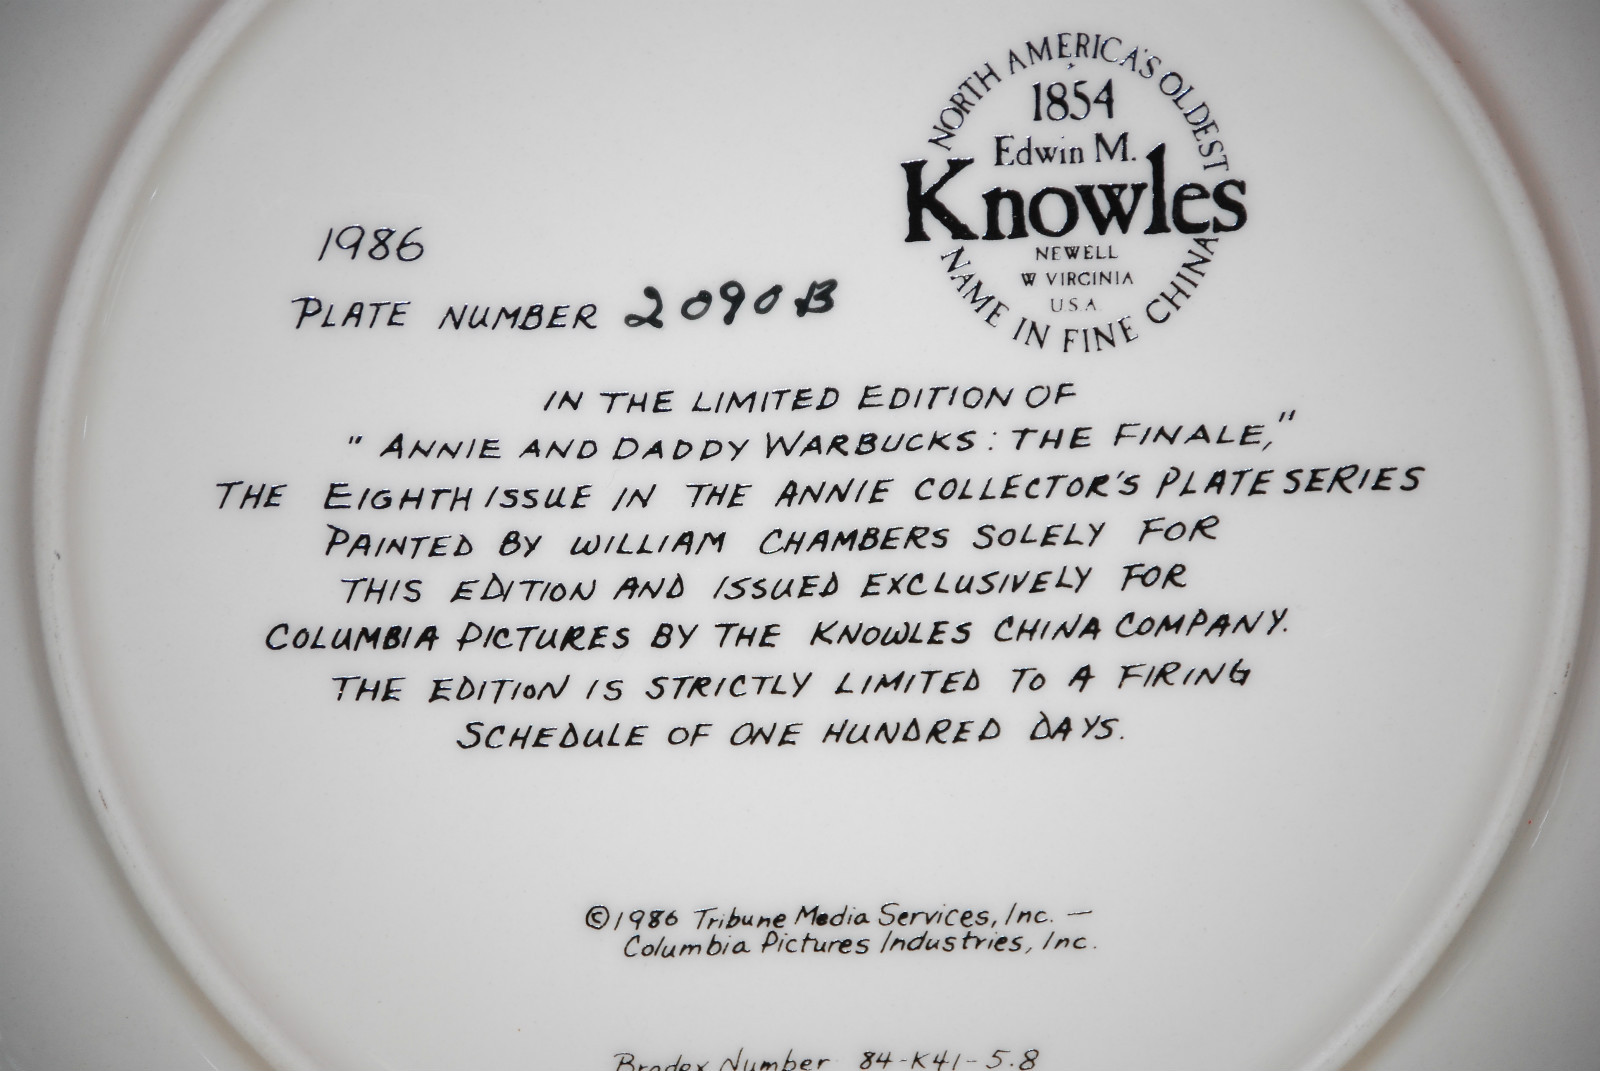 NORTH AMERICA'S OLDEST
1854
Edwin M.
Knowles
NEWELL
W VIRGINIA
U.S.A.
NAME IN FINE CHINA
1986
PLATE NUMBER 2090B
IN THE LIMITED EDITION OF
"ANNIE AND DADDY WARBUCKS: THE FINALE,"
THE EIGHTH ISSUE IN THE ANNIE COLLECTOR'S PLATE SERIES
PAINTED BY WILLIAM CHAMBERS SOLELY FOR
THIS EDITION AND ISSUED EXCLUSIVELY FOR
COLUMBIA PICTURES BY THE KNOWLES CHINA COMPANY.
THE EDITION IS STRICTLY LIMITED TO A FIRING
SCHEDULE OF ONE HUNDRED DAYS.
©1986 Tribune Media Services, Inc. —
Columbia Pictures Industries, Inc.
Bradex Number 84-K41-5.8